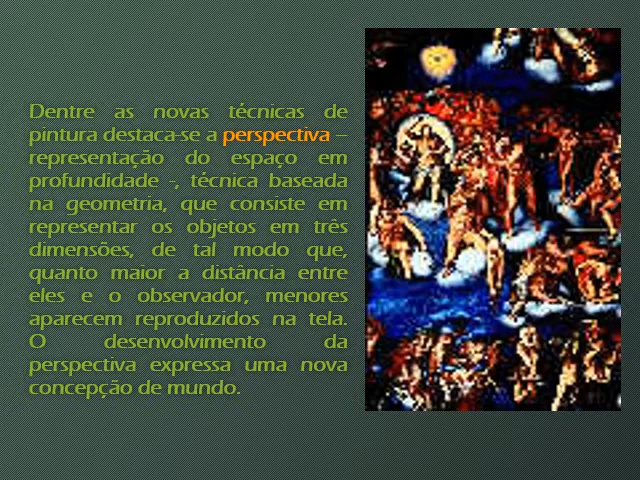 Dentre as novas técnicas de
pintura destaca-se a perspectiva –
representação do espaço em
profundidade -, técnica baseada
na geometria, que consiste em
representar os objetos em três
dimensões, de tal modo que,
quanto maior a distância entre
eles e o observador, menores
aparecem reproduzidos na tela.
O desenvolvimento da
perspectiva expressa uma nova
concepção de mundo.